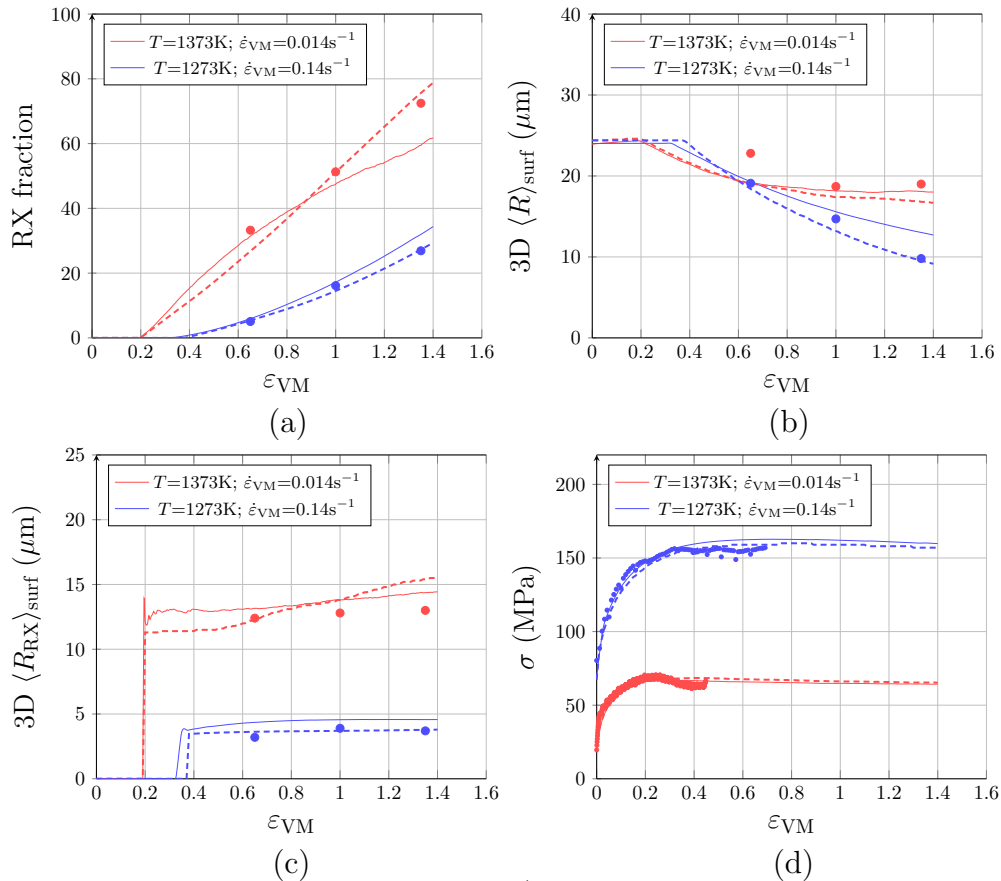 100
80
60
40
20
0
RX fraction
T=1373K; ε̇VM=0.014s−1
T=1273K; ε̇VM=0.14s−1
0 0.2 0.4 0.6 0.8 1 1.2 1.4 1.6
εVM
(a)
40
30
20
10
0
3D ⟨R⟩surf (μm)
T=1373K; ε̇VM=0.014s−1
T=1273K; ε̇VM=0.14s−1
0 0.2 0.4 0.6 0.8 1 1.2 1.4 1.6
εVM
(b)
25
20
15
10
5
0
3D ⟨RRX⟩surf (μm)
T=1373K; ε̇VM=0.014s−1
T=1273K; ε̇VM=0.14s−1
0 0.2 0.4 0.6 0.8 1 1.2 1.4 1.6
εVM
(c)
200
150
100
50
0
σ (MPa)
T=1373K; ε̇VM=0.014s−1
T=1273K; ε̇VM=0.14s−1
0 0.2 0.4 0.6 0.8 1 1.2 1.4 1.6
εVM
(d)